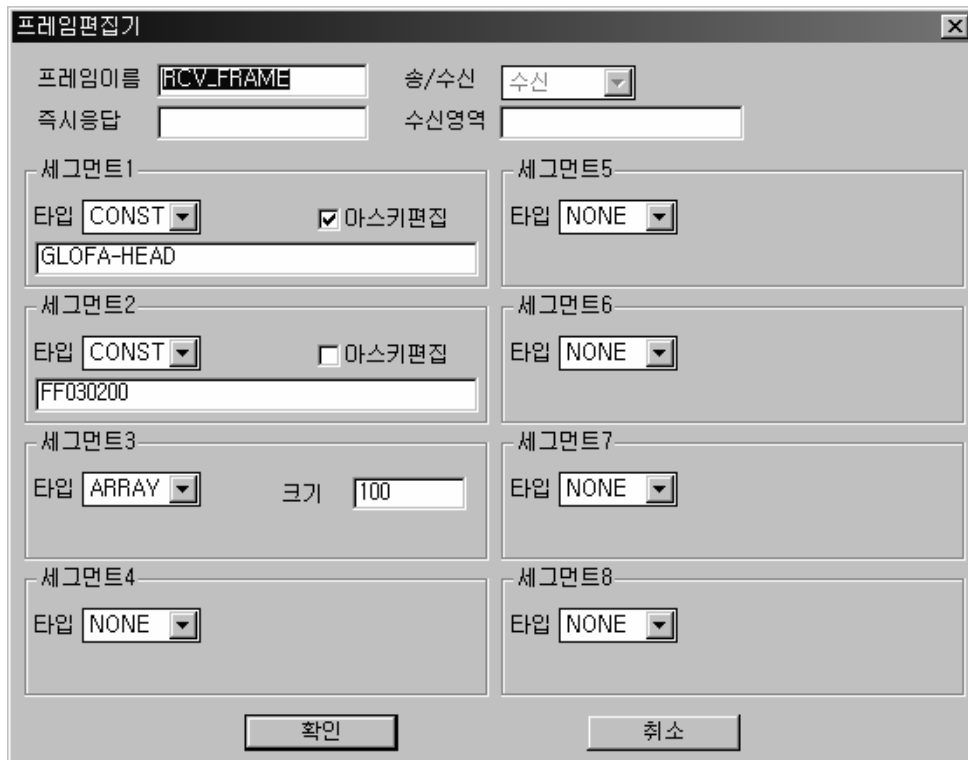 프레임편집기
프레임이름 RCV_FRAME 송/수신 수신
즉시응답 수신영역
세그먼트1
타입 CONST 아스키편집
GLOFA-HEAD
세그먼트5
타입 NONE
세그먼트2
타입 CONST 아스키편집
FF030200
세그먼트6
타입 NONE
세그먼트3
타입 ARRAY 크기 100
세그먼트7
타입 NONE
세그먼트4
타입 NONE
세그먼트8
타입 NONE
확인 취소